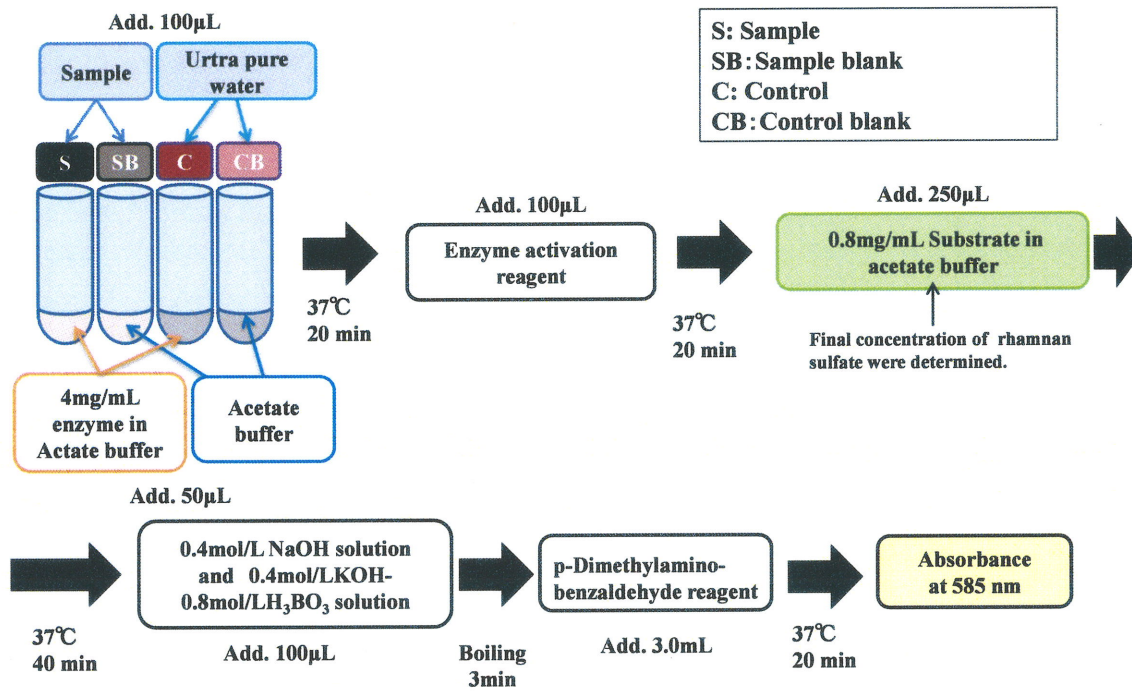 Add. 100μL
Sample
Urtra pure
water
S: Sample
SB: Sample blank
C: Control
CB: Control blank
S
SB
C
CB
37℃
20 min
Add. 100μL
Enzyme activation
reagent
37℃
20 min
Add. 250μL
0.8mg/mL Substrate in
acetate buffer
Final concentration of rhamnan
sulfate were determined.
4mg/mL
enzyme in
Actate buffer
Acetate
buffer
37℃
40 min
Add. 50μL
0.4mol/L NaOH solution
and 0.4mol/LKOH-
0.8mol/LH₃BO₃ solution
Add. 100μL
Boiling
3min
p-Dimethylamino-
benzaldehyde reagent
Add. 3.0mL
37℃
20 min
Absorbance
at 585 nm